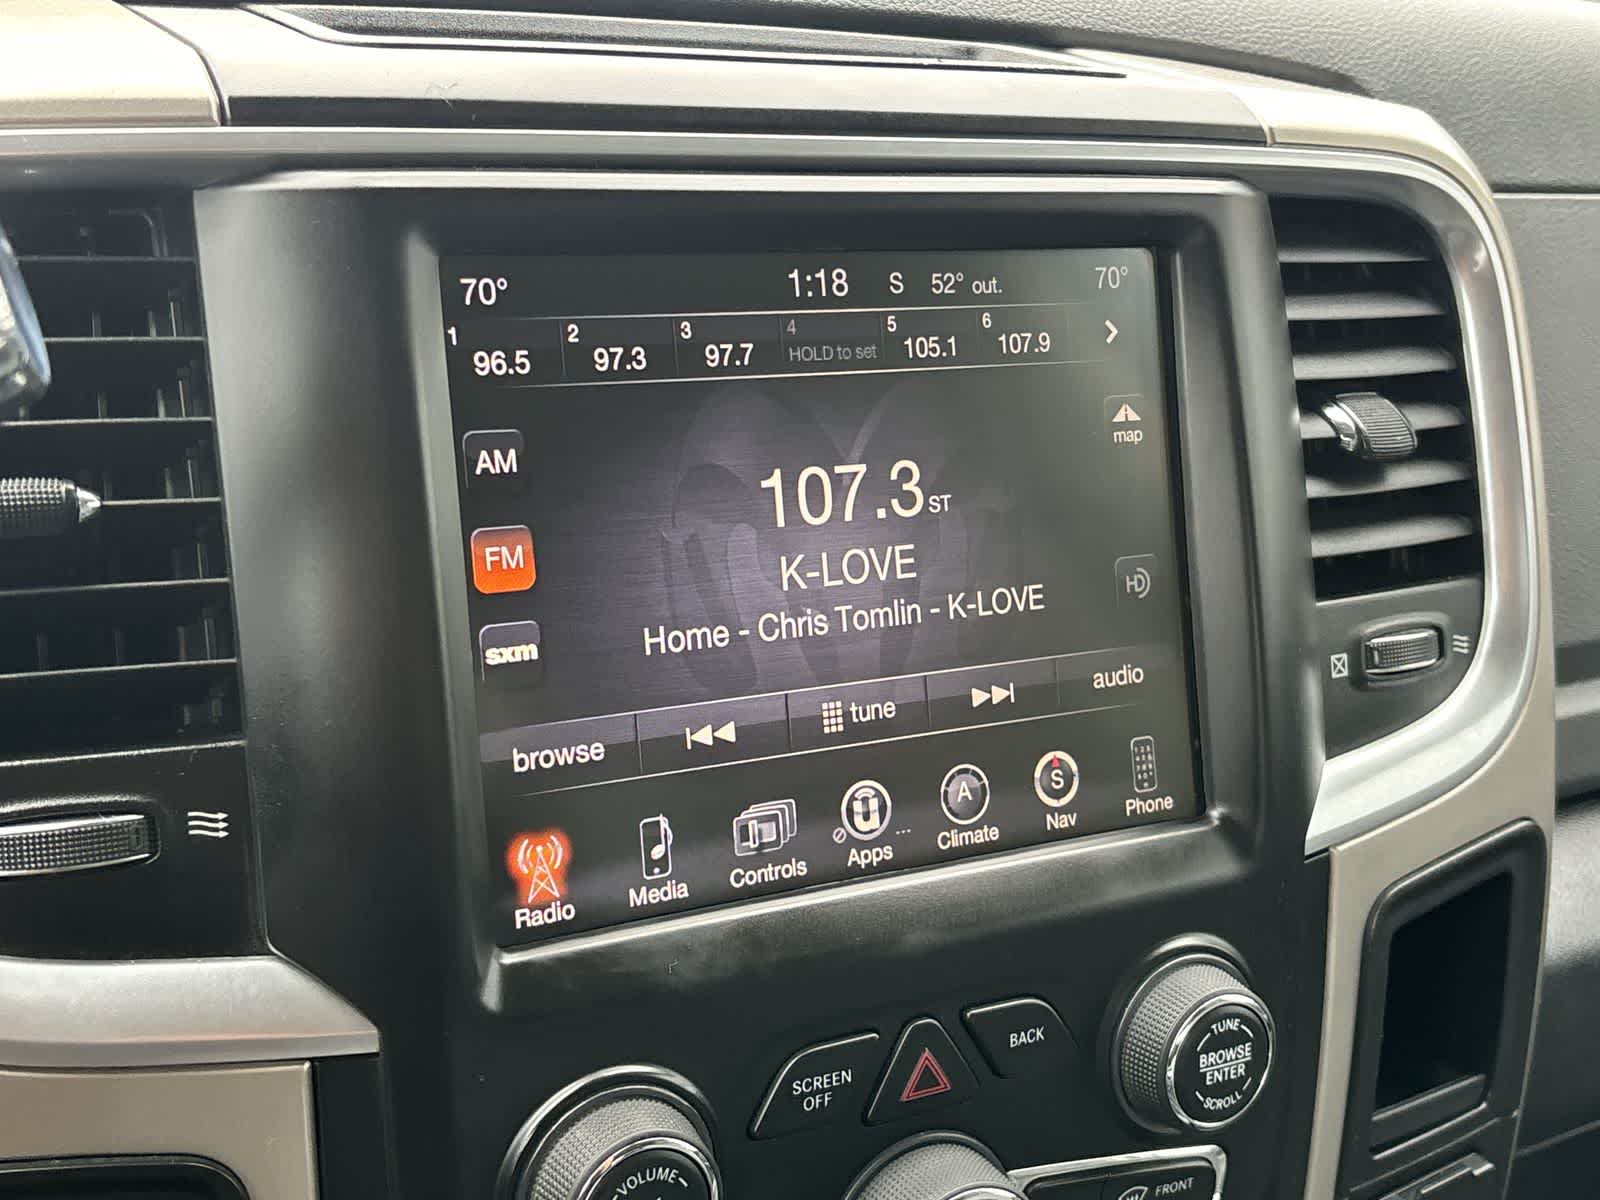 70° 1:18 S 52° out. 70°
1 96.5 2 97.3 3 97.7 4 HOLD to set 5 105.1 6 107.9
map
AM
107.3 ST
FM
K-LOVE
HD
Home - Chris Tomlin - K-LOVE
sxm
browse tune audio
Radio Media Controls Apps A Climate S Nav Phone
SCREEN
OFF
BACK
TUNE
BROWSE
ENTER
SCROLL
VOLUME
FRONT